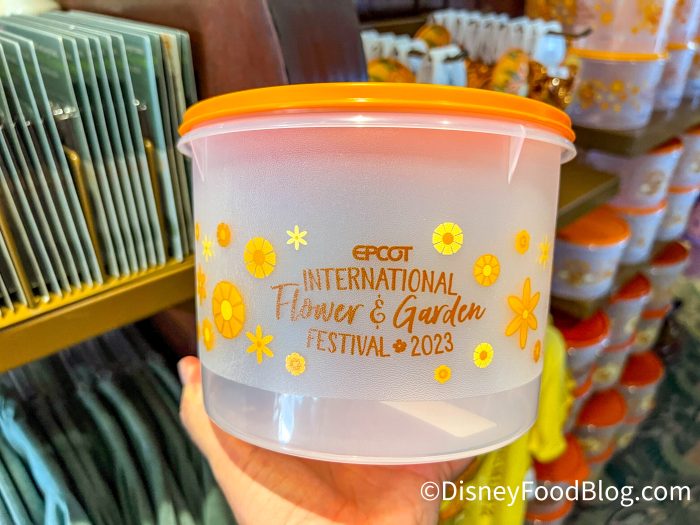 EPCOT
INTERNATIONAL
Flower & Garden
FESTIVAL 2023
©DisneyFoodBlog.com